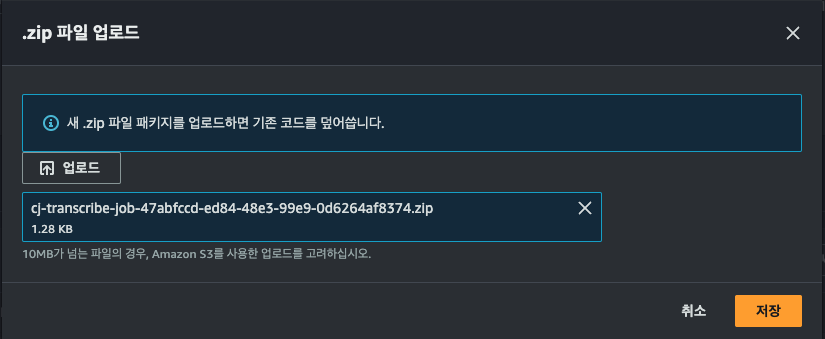 .zip 파일 업로드
새 .zip 파일 패키지를 업로드하면 기존 코드를 덮어씁니다.
업로드
cj-transcribe-job-47abfccd-ed84-48e3-99e9-0d6264af8374.zip
1.28 KB
10MB가 넘는 파일의 경우, Amazon S3를 사용한 업로드를 고려하십시오.
취소 저장